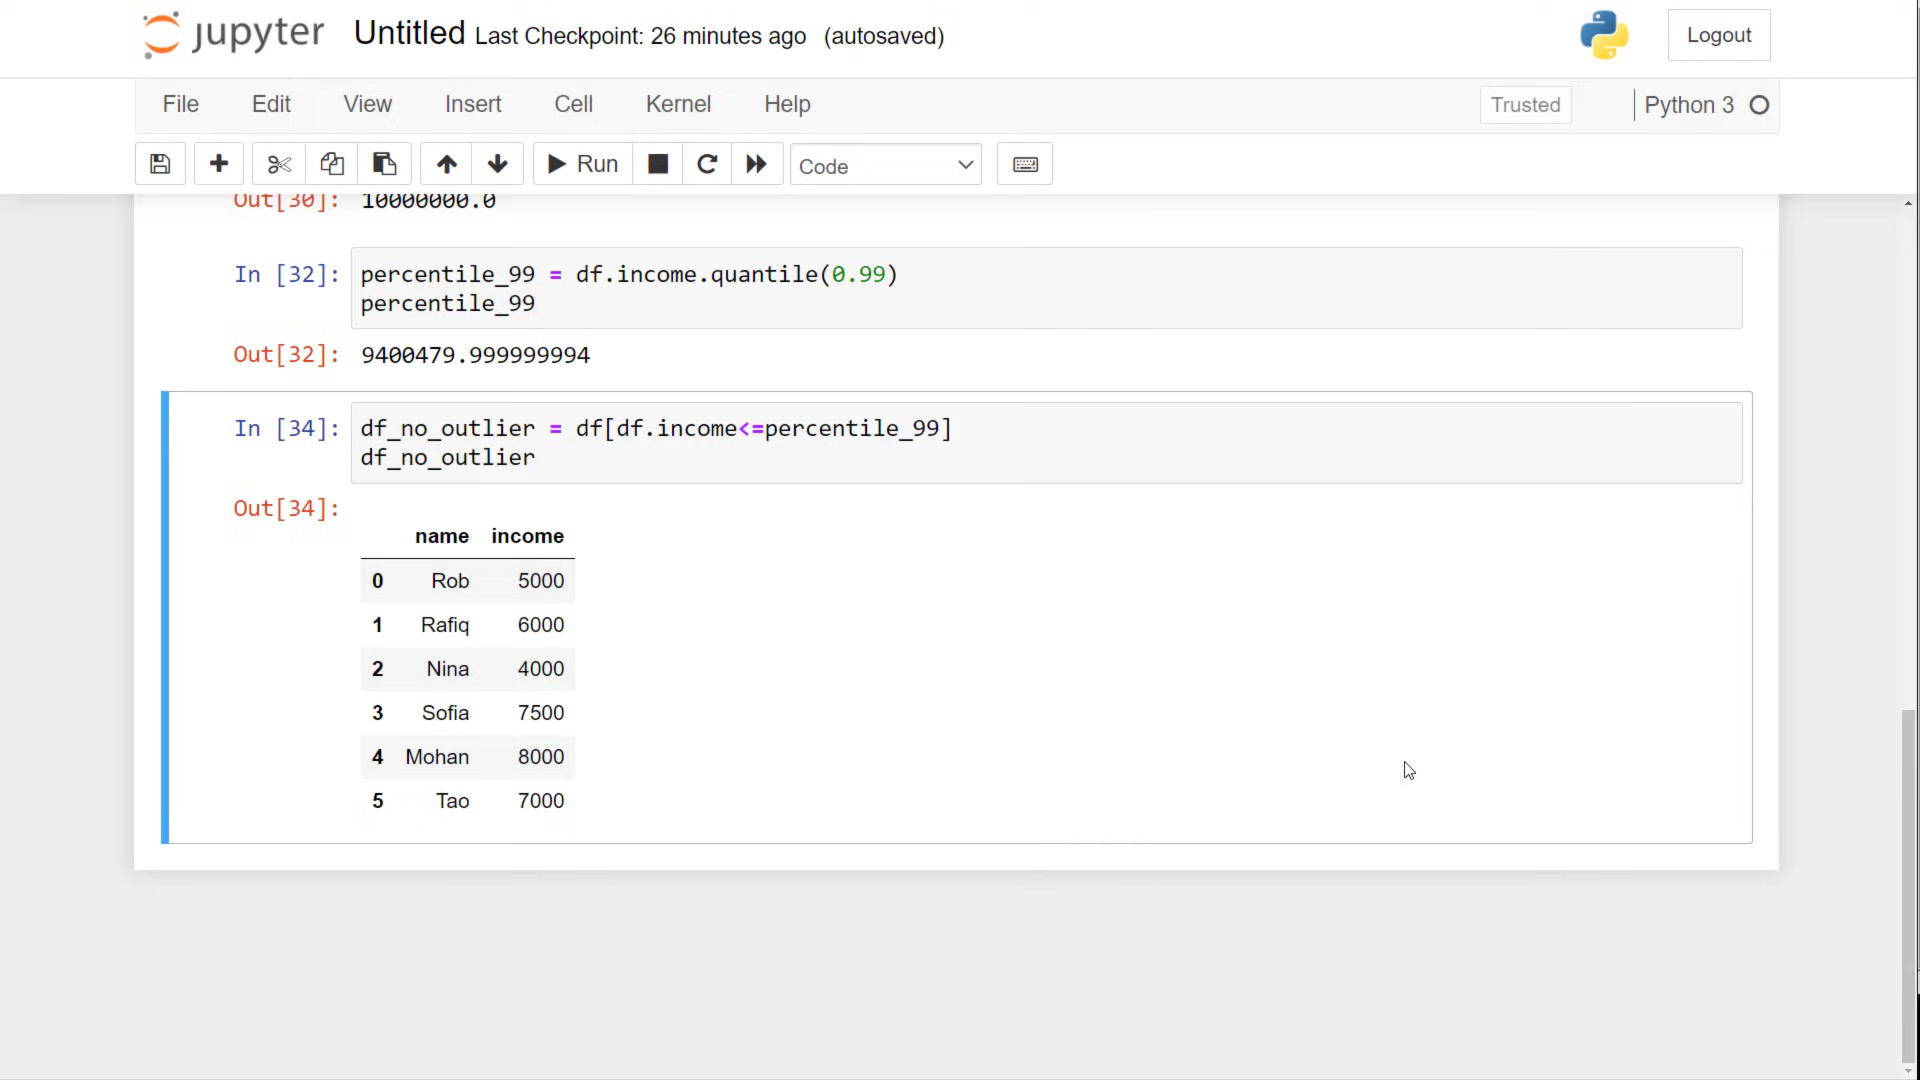 jupyter Untitled Last Checkpoint: 26 minutes ago (autosaved) Logout
File Edit View Insert Cell Kernel Help Trusted Python 3
Run Code
Out[30]: 10000000.0
In [32]: percentile_99 = df.income.quantile(0.99)
percentile_99
Out[32]: 9400479.999999994
In [34]: df_no_outlier = df[df.income<=percentile_99]
df_no_outlier
Out[34]:
name income
0 Rob 5000
1 Rafiq 6000
2 Nina 4000
3 Sofia 7500
4 Mohan 8000
5 Tao 7000